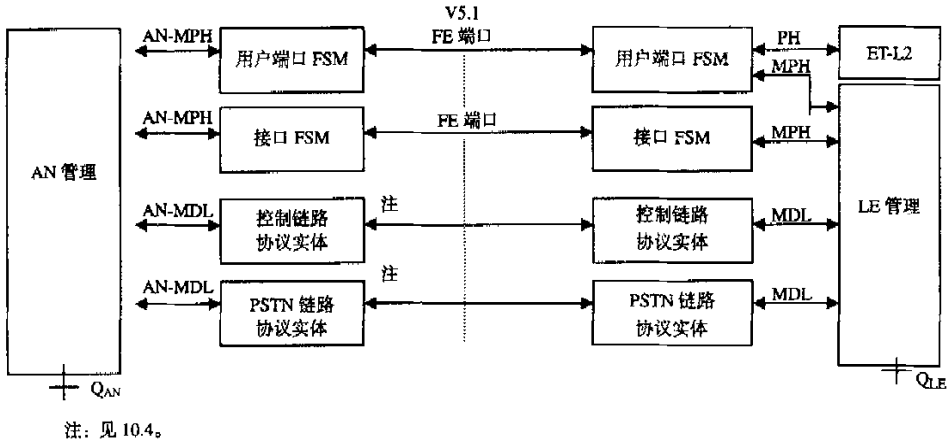 V5.1
AN-MPH
用户端口 FSM
FE 端口
用户端口 FSM
PH
ET-L2
MPH
AN-MPH
接口 FSM
FE 端口
接口 FSM
MPH
AN 管理
LE 管理
AN-MDL
控制链路
协议实体
注
控制链路
协议实体
MDL
AN-MDL
PSTN 链路
协议实体
注
PSTN 链路
协议实体
MDL
QAN
QLE
注：见 10.4。